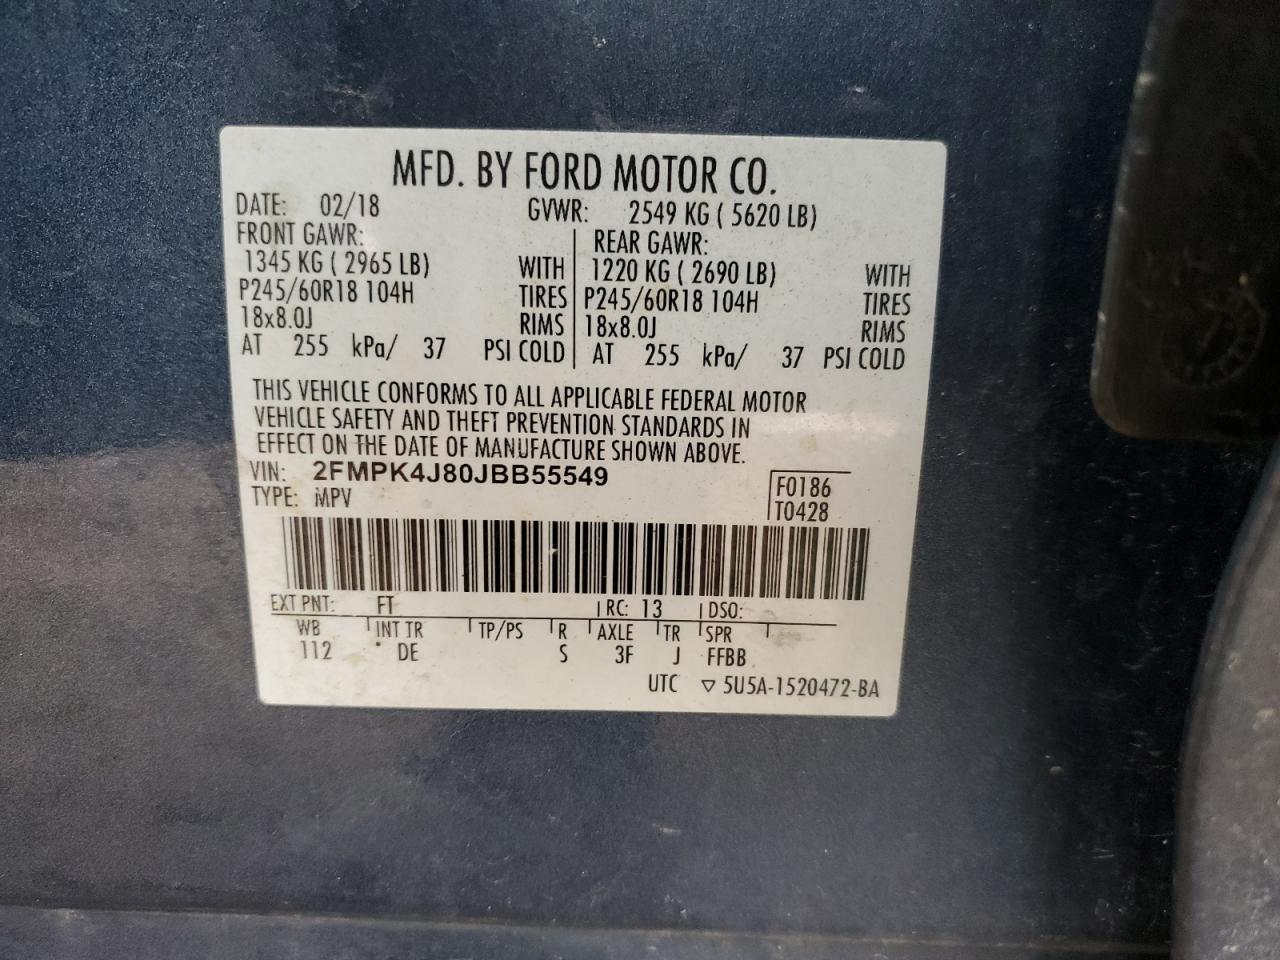 MFD. BY FORD MOTOR CO.
DATE: 02/18 GVWR: 2549 KG ( 5620 LB)
FRONT GAWR: REAR GAWR:
1345 KG ( 2965 LB) WITH 1220 KG ( 2690 LB) WITH
P245/60R18 104H TIRES P245/60R18 104H TIRES
18x8.0J RIMS 18x8.0J RIMS
AT 255 kPa/ 37 PSI COLD AT 255 kPa/ 37 PSI COLD
THIS VEHICLE CONFORMS TO ALL APPLICABLE FEDERAL MOTOR
VEHICLE SAFETY AND THEFT PREVENTION STANDARDS IN
EFFECT ON THE DATE OF MANUFACTURE SHOWN ABOVE.
VIN: 2FMPK4J80JBB55549
TYPE: MPV
F0186
T0428
EXT PNT: FT RC: 13 DSO:
WB INT TR TP/PS R AXLE TR SPR
112 DE S 3F J FFBB
UTC ▽ 5U5A-1520472-BA